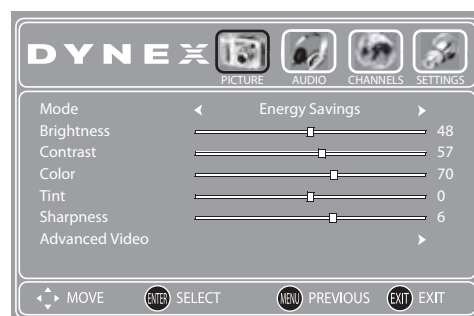 DYNEX
PICTURE AUDIO CHANNELS SETTINGS
Mode Energy Savings
Brightness 48
Contrast 57
Color 70
Tint 0
Sharpness 6
Advanced Video
MOVE ENTER SELECT MENU PREVIOUS EXIT EXIT